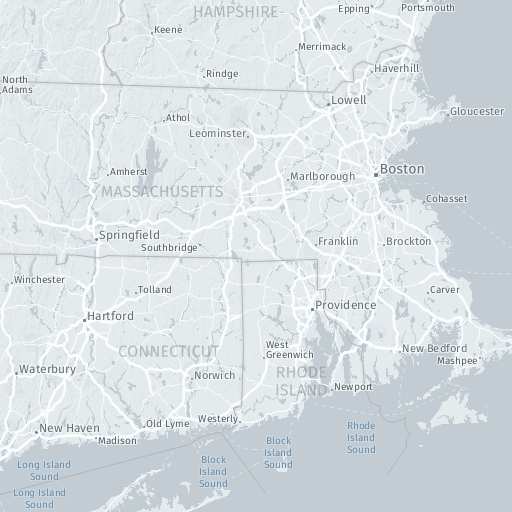 HAMPSHIRE
Epping
Portsmouth
Keene
Merrimack
Rindge
Haverhill
North
Adams
Lowell
Gloucester
Athol
Leominster
Amherst
Marlborough
Boston
MASSACHUSETTS
Cohasset
Springfield
Southbridge
Franklin
Brockton
Winchester
Tolland
Carver
Hartford
Providence
CONNECTICUT
West
Greenwich
New Bedford
Mashpee
Waterbury
Norwich
RHODE
ISLAND
Newport
Westerly
Old Lyme
New Haven
Madison
Rhode
Island
Sound
Block
Island
Sound
Block
Island
Sound
Long Island
Sound
Long Island
Sound